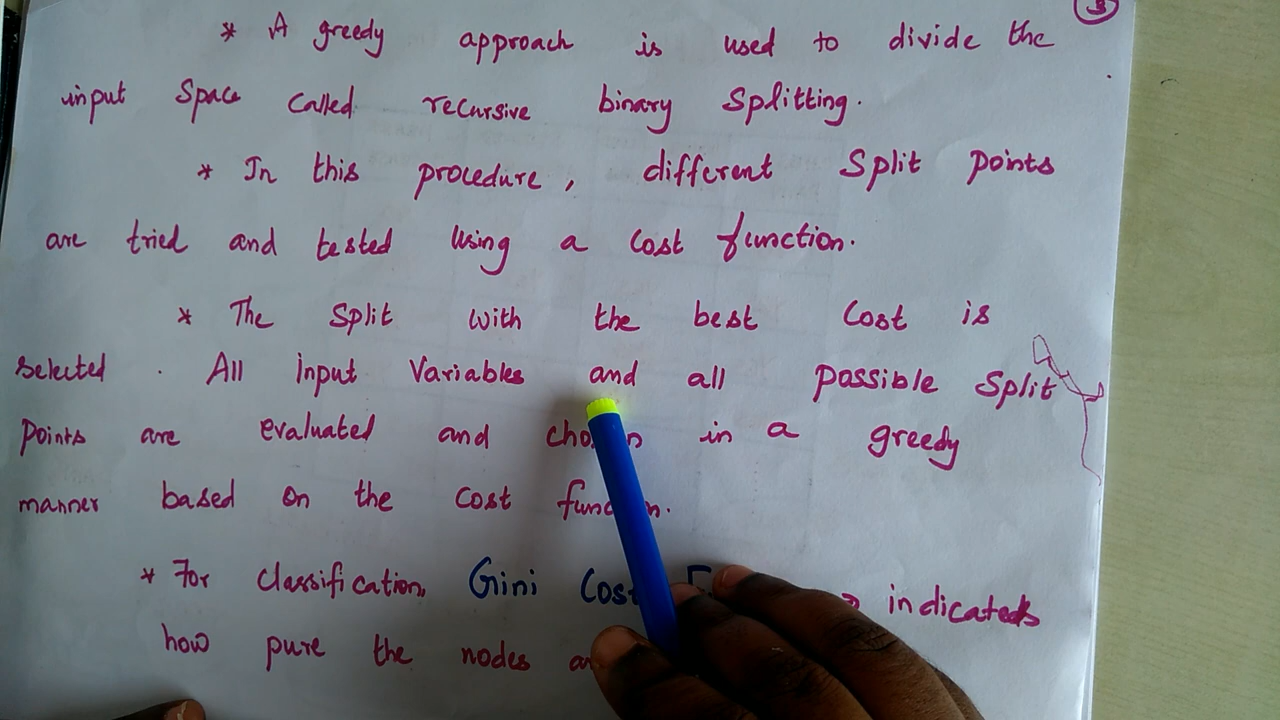 3
* A greedy approach is used to divide the
input Space Called recursive binary Splitting.
* In this procedure, different Split points
are tried and tested Using a Cost function.
* The Split with the best Cost is
Selected. All input Variables and all possible Split
points are evaluated and in a greedy
manner based on the Cost
* For Classification, Gini Cost indicateds
how pure the nodes